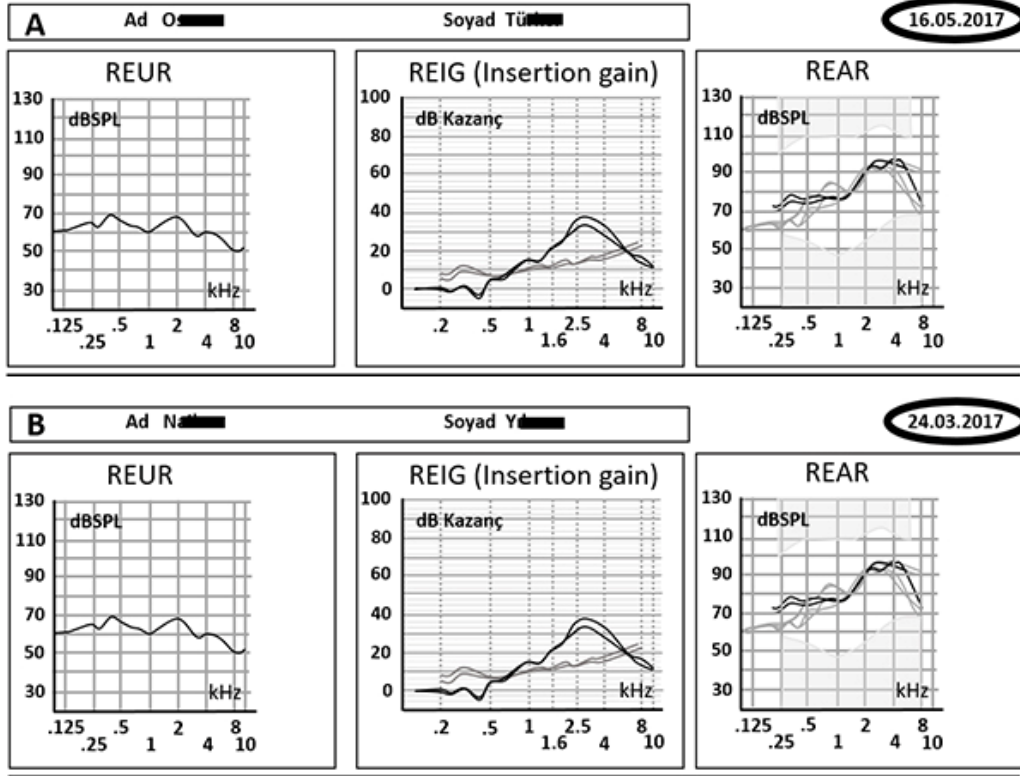 A Ad Os Soyad Tü 16.05.2017
REUR
130
dBSPL
110
90
70
50
30
kHz
.125 .5 2 8
.25 1 4 10
REIG (Insertion gain)
100
dB Kazanç
80
60
40
20
0
kHz
.2 .5 1 2.5 8
1.6 4 10
REAR
130
dBSPL
110
90
70
50
30
kHz
.125 .5 2 8
.25 1 4 10
B Ad Soyad 24.03.2017
REUR
130
dBSPL
110
90
70
50
30
kHz
.125 .5 2 8
.25 1 4 10
REIG (Insertion gain)
100
dB Kazanç
80
60
40
20
0
kHz
.2 .5 1 2.5 8
1.6 4 10
REAR
130
dBSPL
110
90
70
50
30
kHz
.125 .5 2 8
.25 1 4 10